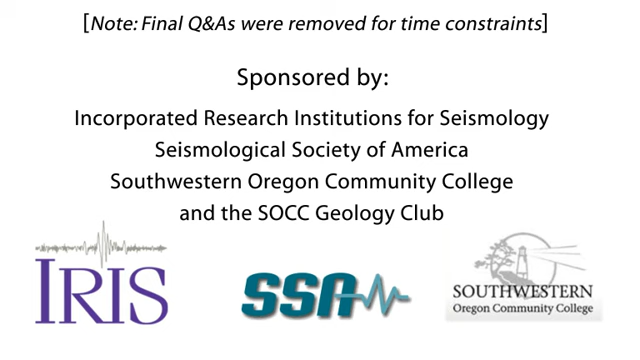 [Note: Final Q&As were removed for time constraints]
Sponsored by:
Incorporated Research Institutions for Seismology
Seismological Society of America
Southwestern Oregon Community College
and the SOCC Geology Club
IRIS
SSA
SOUTHWESTERN
Oregon Community College